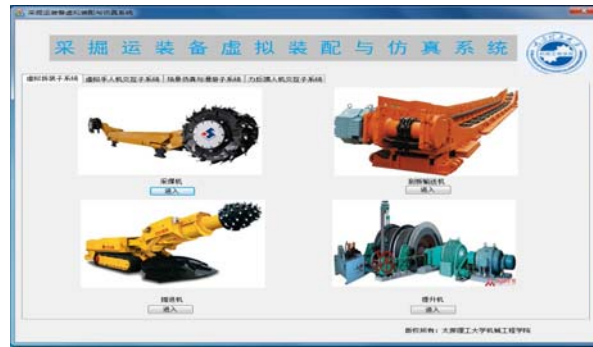 采掘运装备虚拟装配与仿真系统
采掘运装备虚拟装配与仿真系统
虚拟拆装子系统 虚拟手人机交互子系统 场景仿真与漫游子系统 力反馈人机交互子系统
采煤机 刮板输送机
进入 进入
掘进机 提升机
进入 进入
版权所有：太原理工大学机械工程学院